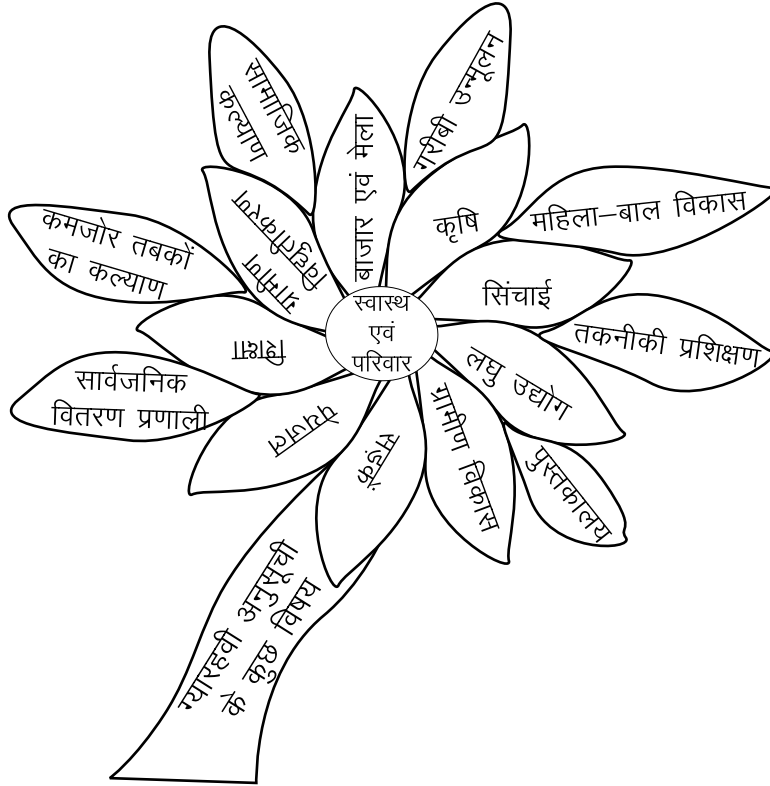 सामाजिक
कल्याण
गरीबी उन्मूलन
बाजार एवं मेला
ग्रामीण
विद्युतीकरण
कृषि
महिला–बाल विकास
कमजोर तबकों
का कल्याण
सिंचाई
स्वास्थ
एवं
परिवार
शिक्षा
तकनीकी प्रशिक्षण
लघु उद्योग
सार्वजनिक
वितरण प्रणाली
पेयजल
सड़कें
ग्रामीण विकास
पुस्तकालय
ग्यारहवी अनुसूची
के कुछ विषय